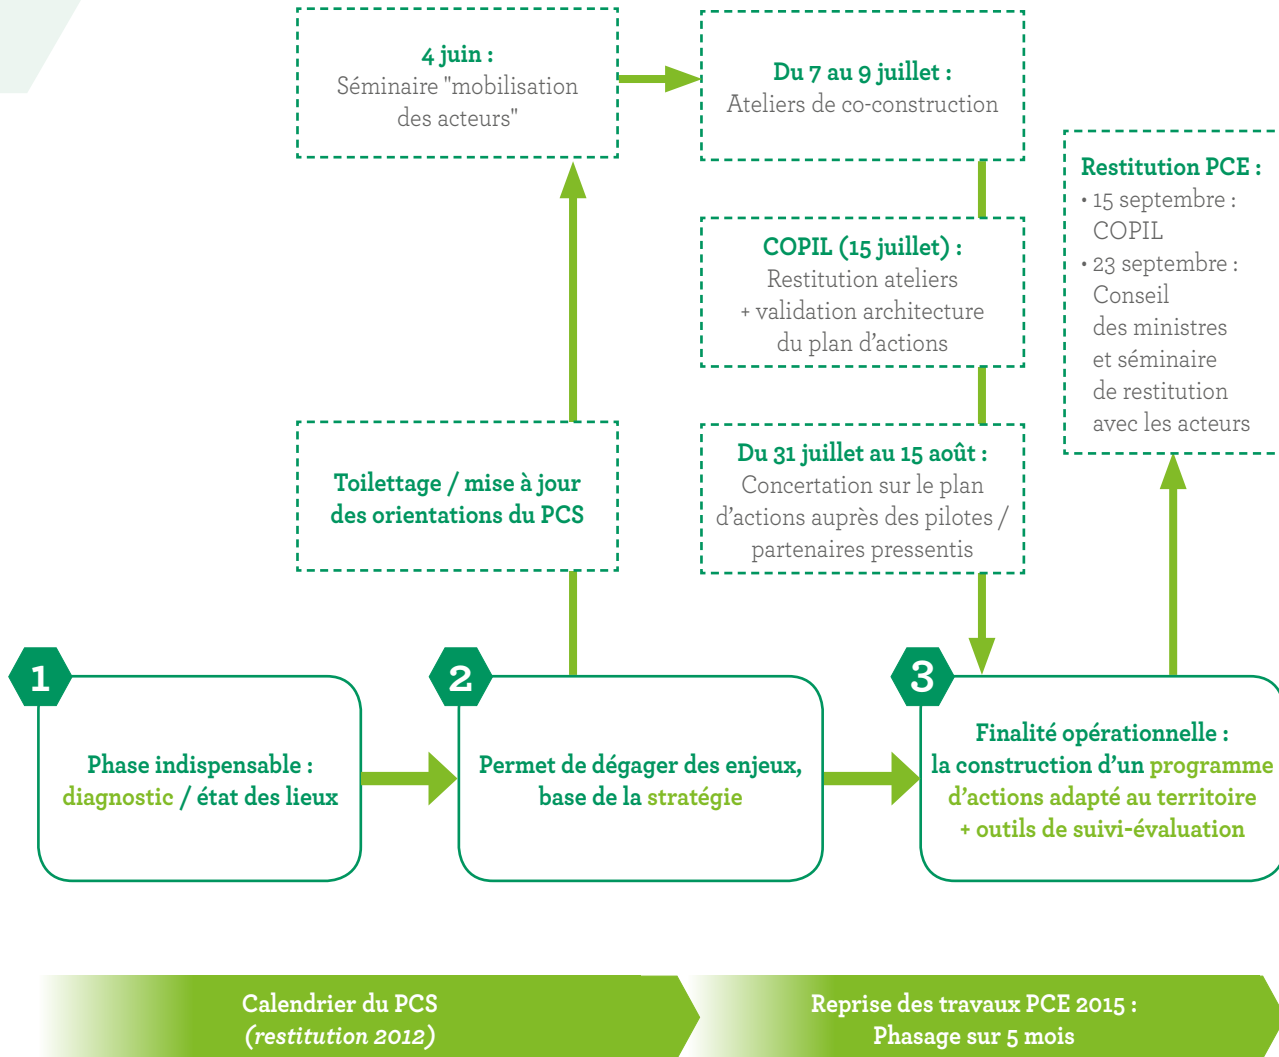 4 juin :
Séminaire "mobilisation
des acteurs"
Du 7 au 9 juillet :
Ateliers de co-construction
Restitution PCE :
• 15 septembre :
COPIL
• 23 septembre :
Conseil
des ministres
et séminaire
de restitution
avec les acteurs
COPIL (15 juillet) :
Restitution ateliers
+ validation architecture
du plan d’actions
Toilettage / mise à jour
des orientations du PCS
Du 31 juillet au 15 août :
Concertation sur le plan
d’actions auprès des pilotes /
partenaires pressentis
1
Phase indispensable :
diagnostic / état des lieux
2
Permet de dégager des enjeux,
base de la stratégie
3
Finalité opérationnelle :
la construction d’un programme
d’actions adapté au territoire
+ outils de suivi-évaluation
Calendrier du PCS
(restitution 2012)
Reprise des travaux PCE 2015 :
Phasage sur 5 mois